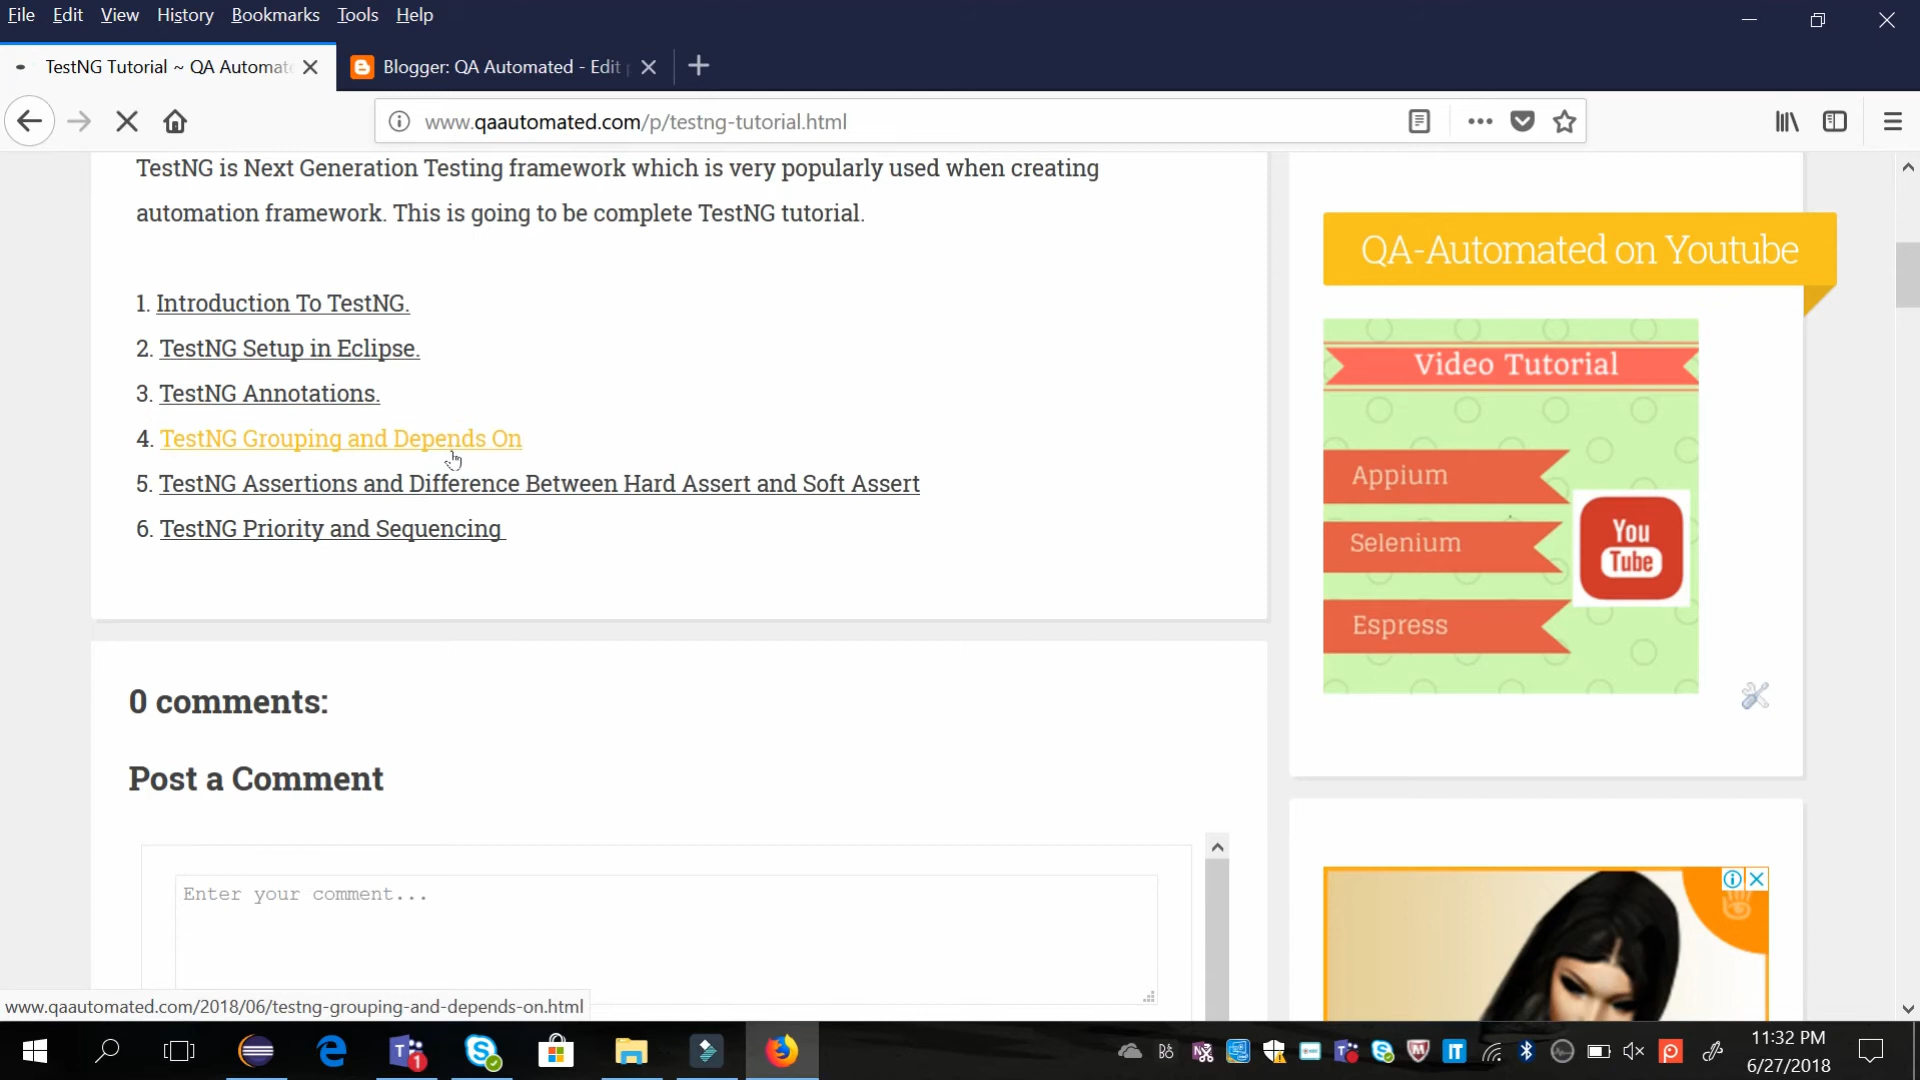 File Edit View History Bookmarks Tools Help
TestNG Tutorial ~ QA Automate
Blogger: QA Automated - Edit
www.qaautomated.com/p/testng-tutorial.html
TestNG is Next Generation Testing framework which is very popularly used when creating
automation framework. This is going to be complete TestNG tutorial.
1. Introduction To TestNG.
2. TestNG Setup in Eclipse.
3. TestNG Annotations.
4. TestNG Grouping and Depends On
5. TestNG Assertions and Difference Between Hard Assert and Soft Assert
6. TestNG Priority and Sequencing
0 comments:
Post a Comment
Enter your comment...
QA-Automated on Youtube
Video Tutorial
Appium
Selenium
Espress
You
Tube
www.qaautomated.com/2018/06/testng-grouping-and-depends-on.html
11:32 PM
6/27/2018